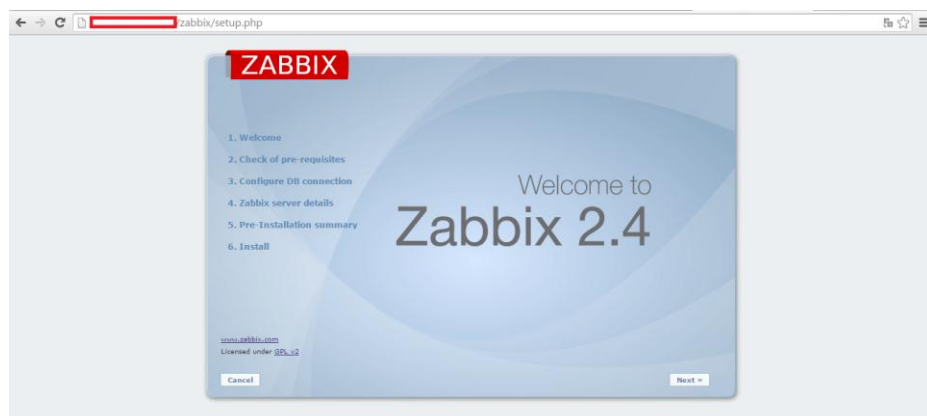 /zabbix/setup.php
ZABBIX
1. Welcome
2. Check of pre-requisites
3. Configure DB connection
4. Zabbix server details
5. Pre-Installation summary
6. Install
Welcome to
Zabbix 2.4
www.zabbix.com
Licensed under GPL v2
Cancel
Next »